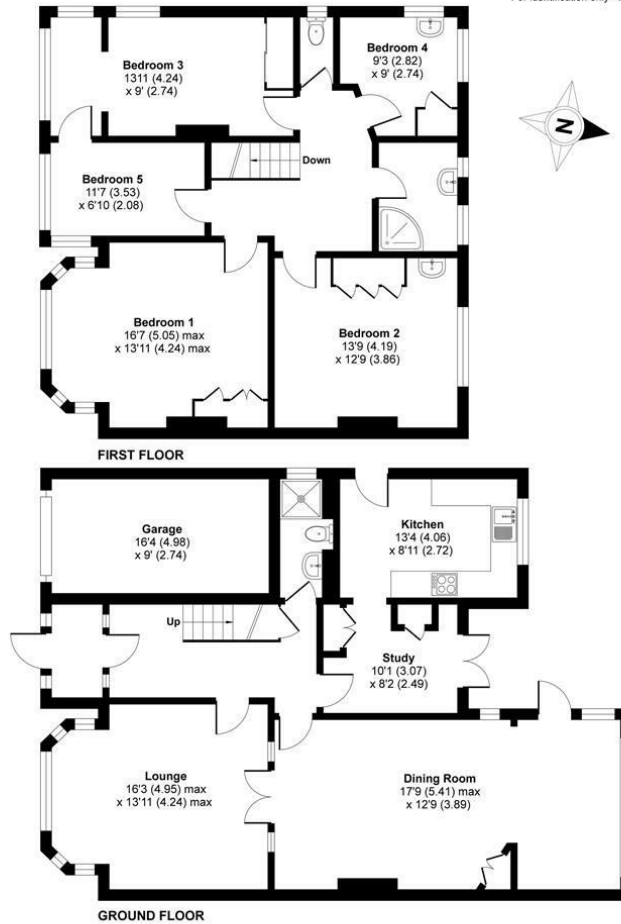 Bedroom 3
1311 (4.24)
x 9' (2.74)
Bedroom 4
9'3 (2.82)
x 9' (2.74)
N
Down
Bedroom 5
11'7 (3.53)
x 6'10 (2.08)
Bedroom 1
16'7 (5.05) max
x 13'11 (4.24) max
Bedroom 2
13'9 (4.19)
x 12'9 (3.86)
FIRST FLOOR
Garage
16'4 (4.98)
x 9' (2.74)
Kitchen
13'4 (4.06)
x 8'11 (2.72)
Up
Study
10'1 (3.07)
x 8'2 (2.49)
Lounge
16'3 (4.95) max
x 13'11 (4.24) max
Dining Room
17'9 (5.41) max
x 12'9 (3.89)
GROUND FLOOR